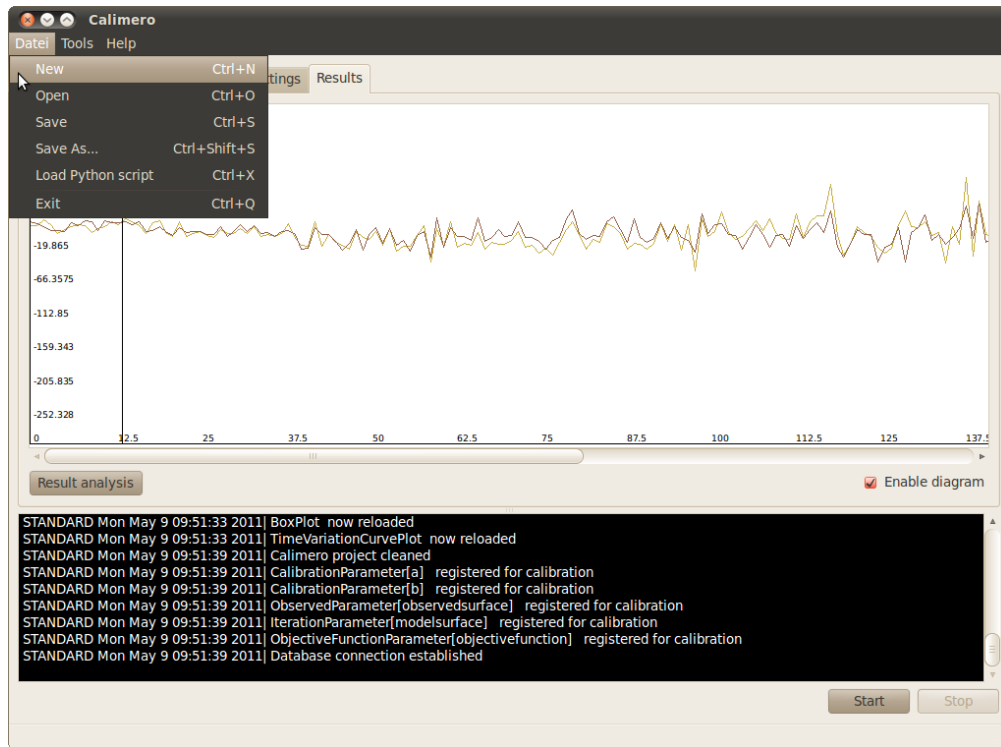 Calimero
Datei Tools Help
New Ctrl+N
Open Ctrl+O
Save Ctrl+S
Save As... Ctrl+Shift+S
Load Python script Ctrl+X
Exit Ctrl+Q
Results
-19.865
-66.3575
-112.85
-159.343
-205.835
-252.328
0 12.5 25 37.5 50 62.5 75 87.5 100 112.5 125 137.5
Result analysis
Enable diagram
STANDARD Mon May 9 09:51:33 2011| BoxPlot now reloaded
STANDARD Mon May 9 09:51:33 2011| TimeVariationCurvePlot now reloaded
STANDARD Mon May 9 09:51:39 2011| Calimero project cleaned
STANDARD Mon May 9 09:51:39 2011| CalibrationParameter[a] registered for calibration
STANDARD Mon May 9 09:51:39 2011| CalibrationParameter[b] registered for calibration
STANDARD Mon May 9 09:51:39 2011| ObservedParameter[observedsurface] registered for calibration
STANDARD Mon May 9 09:51:39 2011| IterationParameter[modelsurface] registered for calibration
STANDARD Mon May 9 09:51:39 2011| ObjectiveFunctionParameter[objectivefunction] registered for calibration
STANDARD Mon May 9 09:51:39 2011| Database connection established
Start Stop